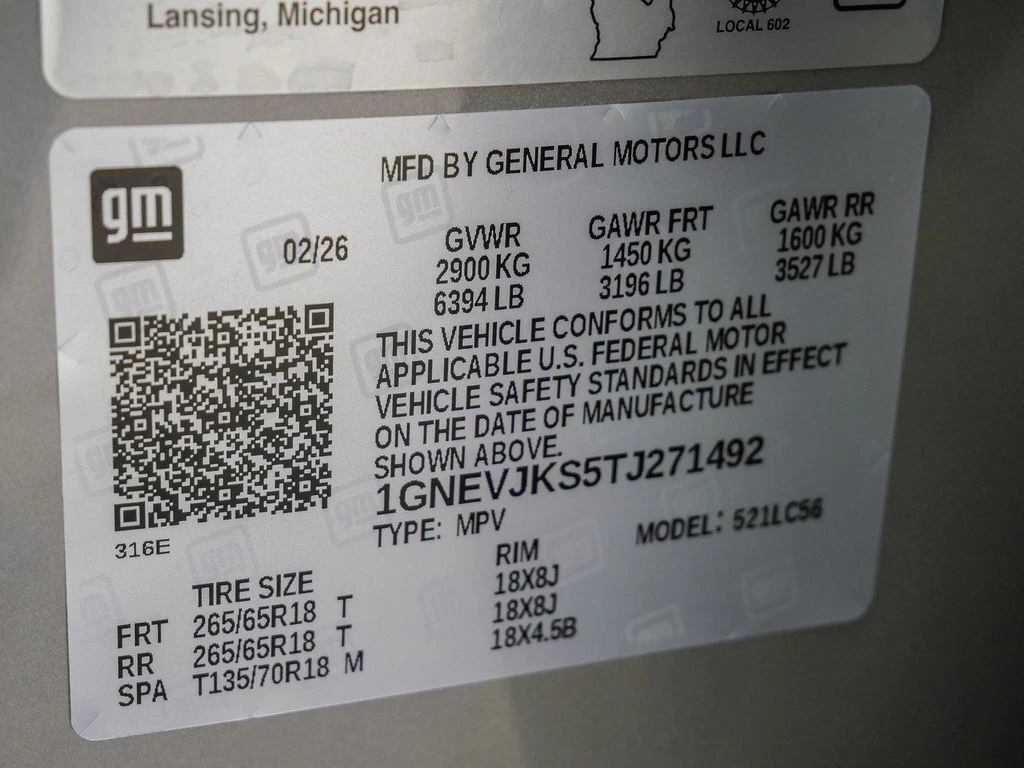 Lansing, Michigan
LOCAL 602
MFD BY GENERAL MOTORS LLC
gm
02/26
GVWR
2900 KG
6394 LB
GAWR FRT
1450 KG
3196 LB
GAWR RR
1600 KG
3527 LB
THIS VEHICLE CONFORMS TO ALL
APPLICABLE U.S. FEDERAL MOTOR
VEHICLE SAFETY STANDARDS IN EFFECT
ON THE DATE OF MANUFACTURE
SHOWN ABOVE.
1GNEVJKS5TJ271492
TYPE: MPV
MODEL: 521LC56
316E
TIRE SIZE
RIM
FRT 265/65R18 T 18X8J
RR 265/65R18 T 18X8J
SPA T135/70R18 M 18X4.5B